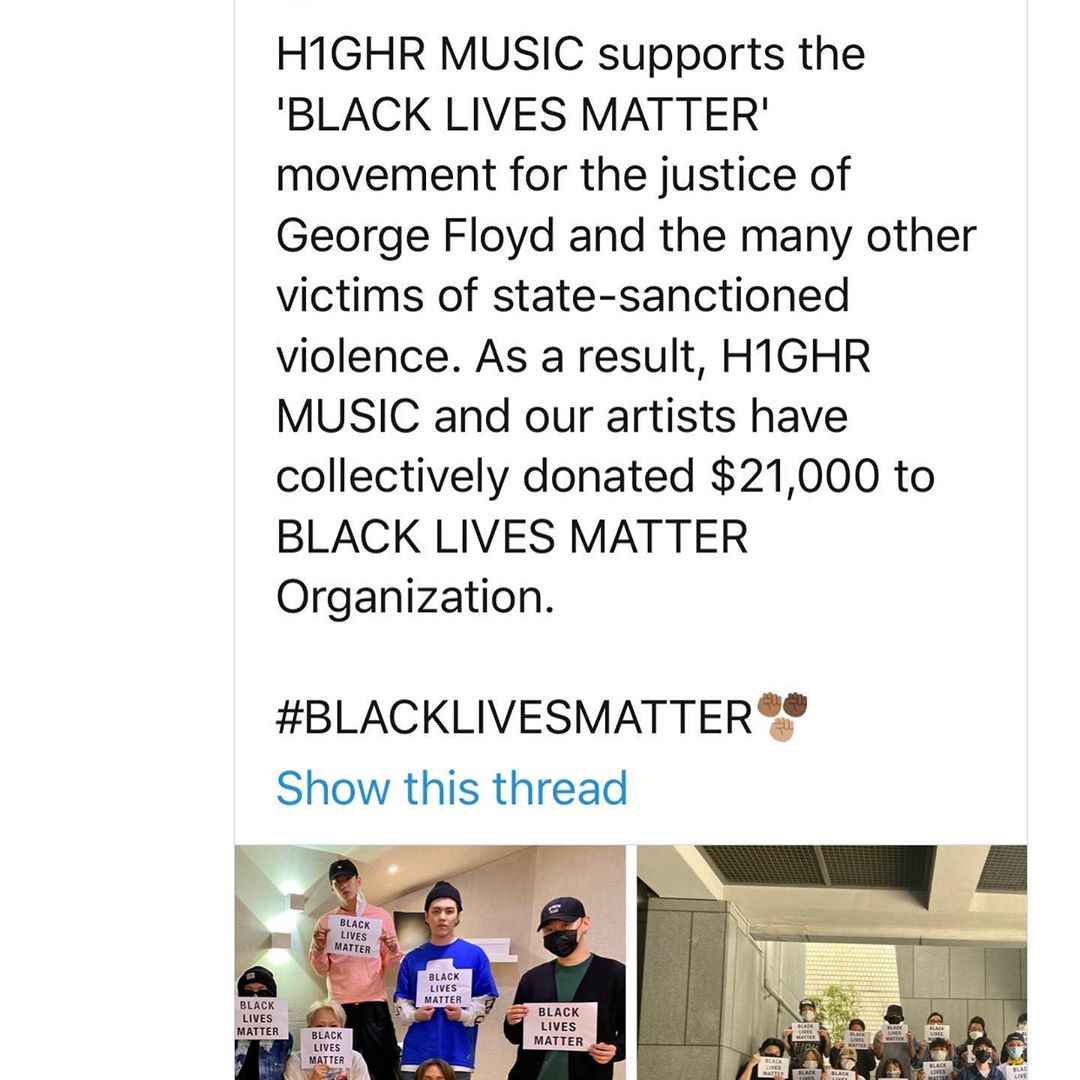 H1GHR MUSIC supports the
'BLACK LIVES MATTER'
movement for the justice of
George Floyd and the many other
victims of state-sanctioned
violence. As a result, H1GHR
MUSIC and our artists have
collectively donated $21,000 to
BLACK LIVES MATTER
Organization.
#BLACKLIVESMATTER✊🏾✊🏿✊🏽
Show this thread
BLACK
LIVES
MATTER
BLACK
LIVES
MATTER
BLACK
LIVES
MATTER
BLACK
LIVES
MATTER
BLACK
LIVES
MATTER